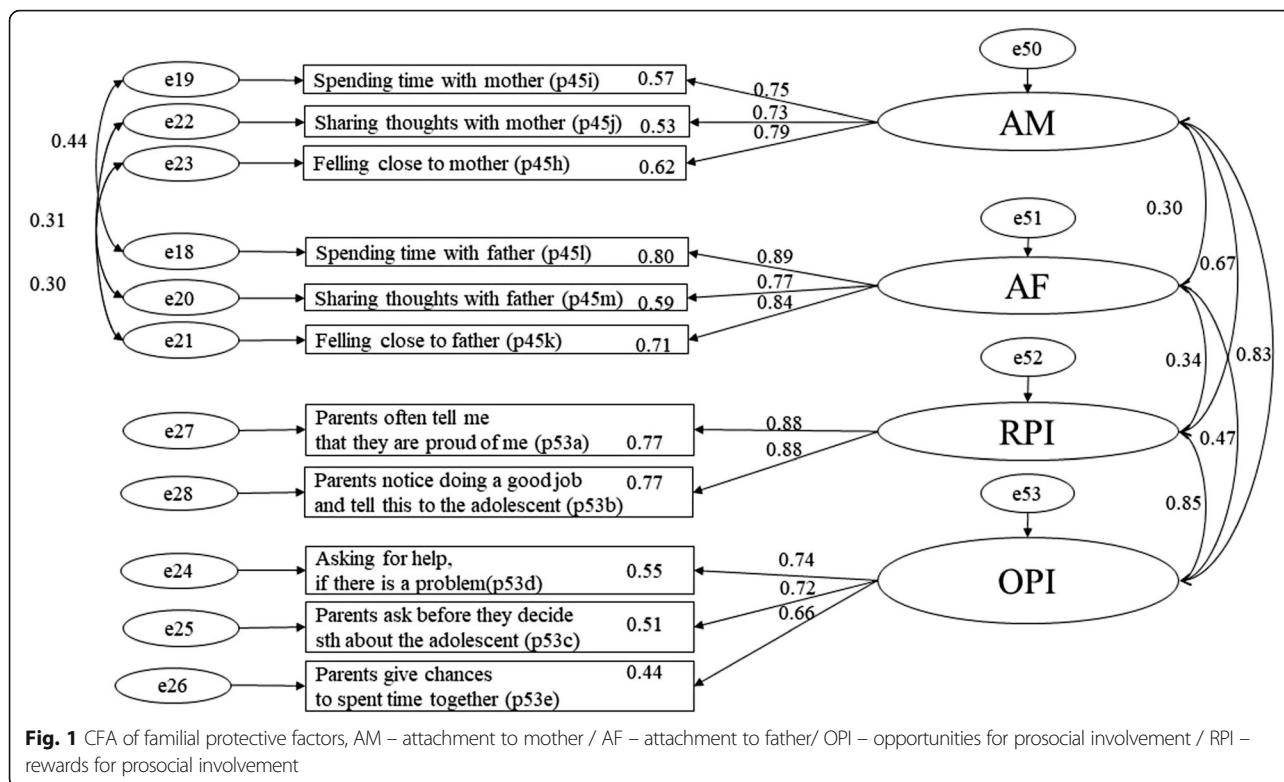 e50
e19
Spending time with mother (p45i) 0.57
0.75
AM
e22
Sharing thoughts with mother (p45j) 0.53
0.73
0.44
e23
Felling close to mother (p45h) 0.62
0.79
0.31
0.30
e51
0.30
e18
Spending time with father (p45l) 0.80
0.89
0.67
AF
e20
Sharing thoughts with father (p45m) 0.59
0.77
e21
Felling close to father (p45k) 0.71
0.84
e52
0.34
0.83
e27
Parents often tell me
that they are proud of me (p53a) 0.77
0.88
RPI
0.47
e28
Parents notice doing a good job
and tell this to the adolescent (p53b)
0.77
0.88
e53
0.85
e24
Asking for help,
if there is a problem(p53d)
0.55
0.74
OPI
e25
Parents ask before they decide
sth about the adolescent (p53c)
0.51
0.72
e26
Parents give chances
to spent time together (p53e)
0.44
0.66
Fig. 1 CFA of familial protective factors, AM – attachment to mother / AF – attachment to father/ OPI – opportunities for prosocial involvement / RPI –
rewards for prosocial involvement